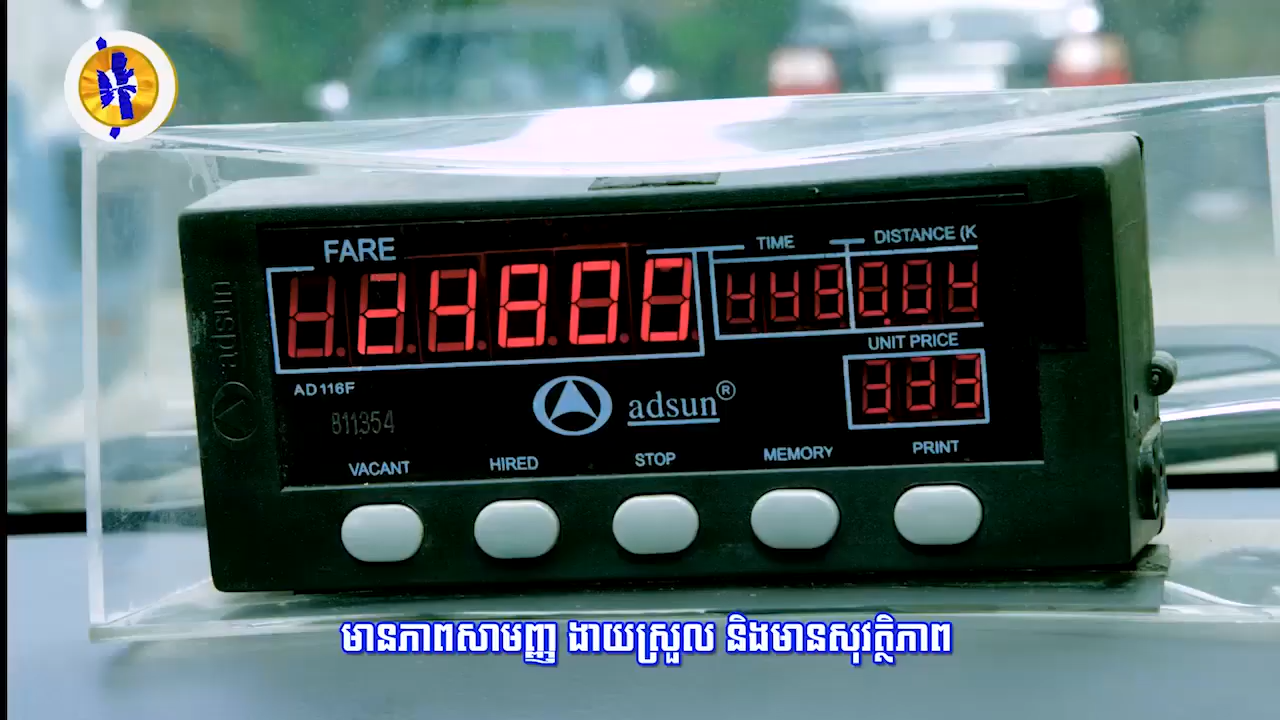 FARE
TIME
DISTANCE (K
UNIT PRICE
adsun
AD116F
811354
adsun®
VACANT
HIRED
STOP
MEMORY
PRINT
មានភាពសាមញ្ញ ងាយស្រួល និងមានសុវត្ថិភាព